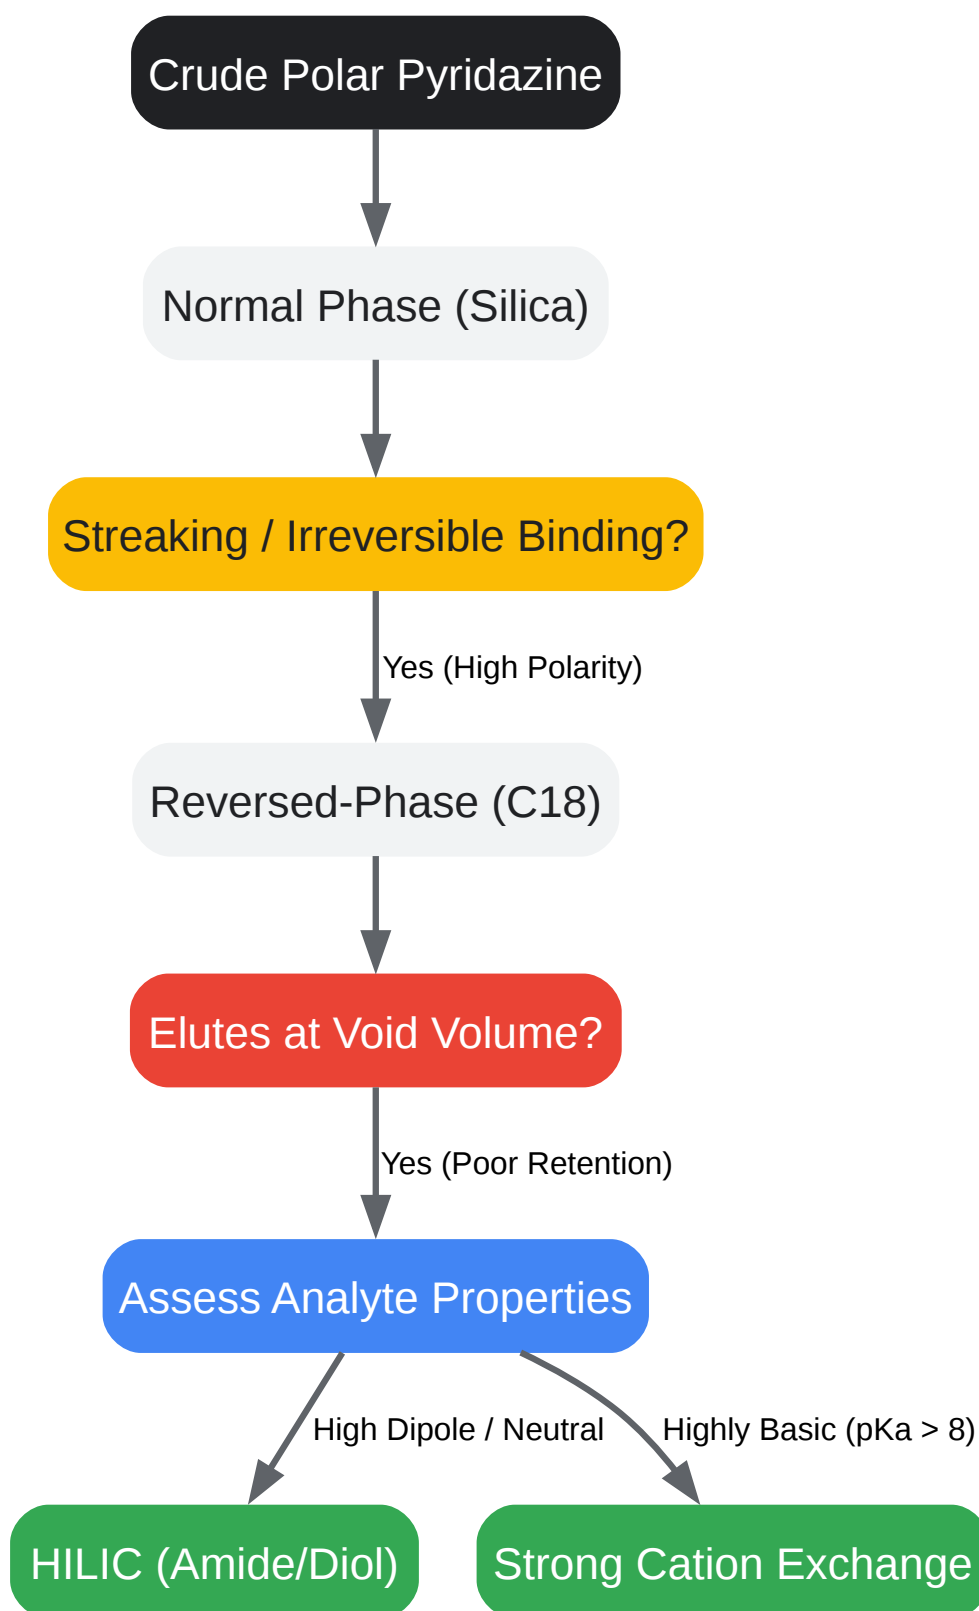 Crude Polar Pyridazine
Normal Phase (Silica)
Streaking / Irreversible Binding?
Yes (High Polarity)
Reversed-Phase (C18)
Elutes at Void Volume?
Yes (Poor Retention)
Assess Analyte Properties
High Dipole / Neutral
Highly Basic (pKa > 8)
HILIC (Amide/Diol)
Strong Cation Exchange